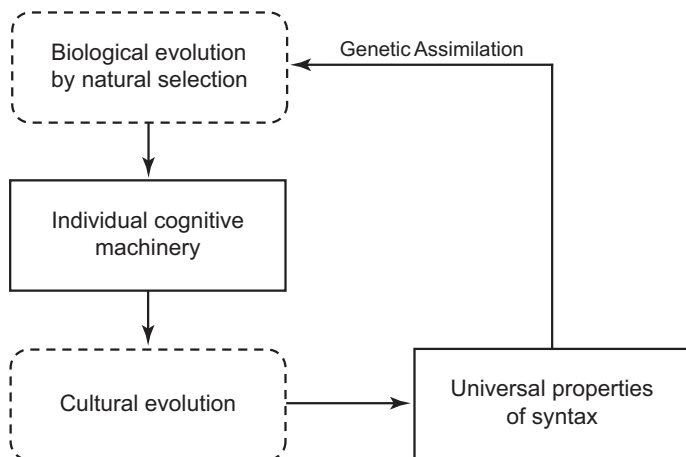 Biological evolution
by natural selection
Genetic Assimilation
Individual cognitive
machinery
Cultural evolution
Universal properties
of syntax